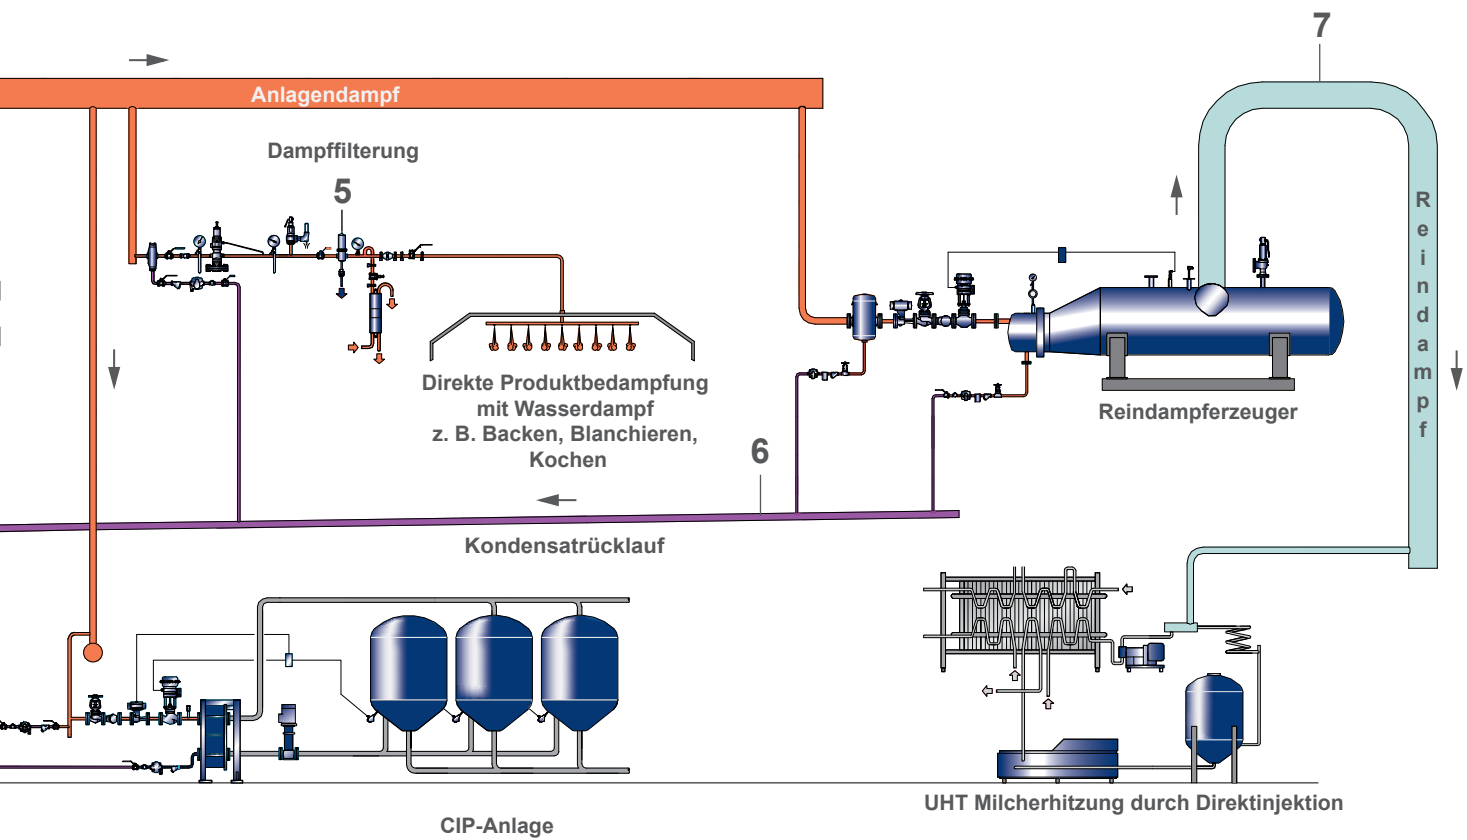 7
Anlagendampf
Dampffilterung
5
Reindampf
Direkte Produktbedampfung
mit Wasserdampf
z. B. Backen, Blanchieren,
Kochen
Reindampferzeuger
6
Kondensatrücklauf
UHT Milcherhitzung durch Direktinjektion
CIP-Anlage